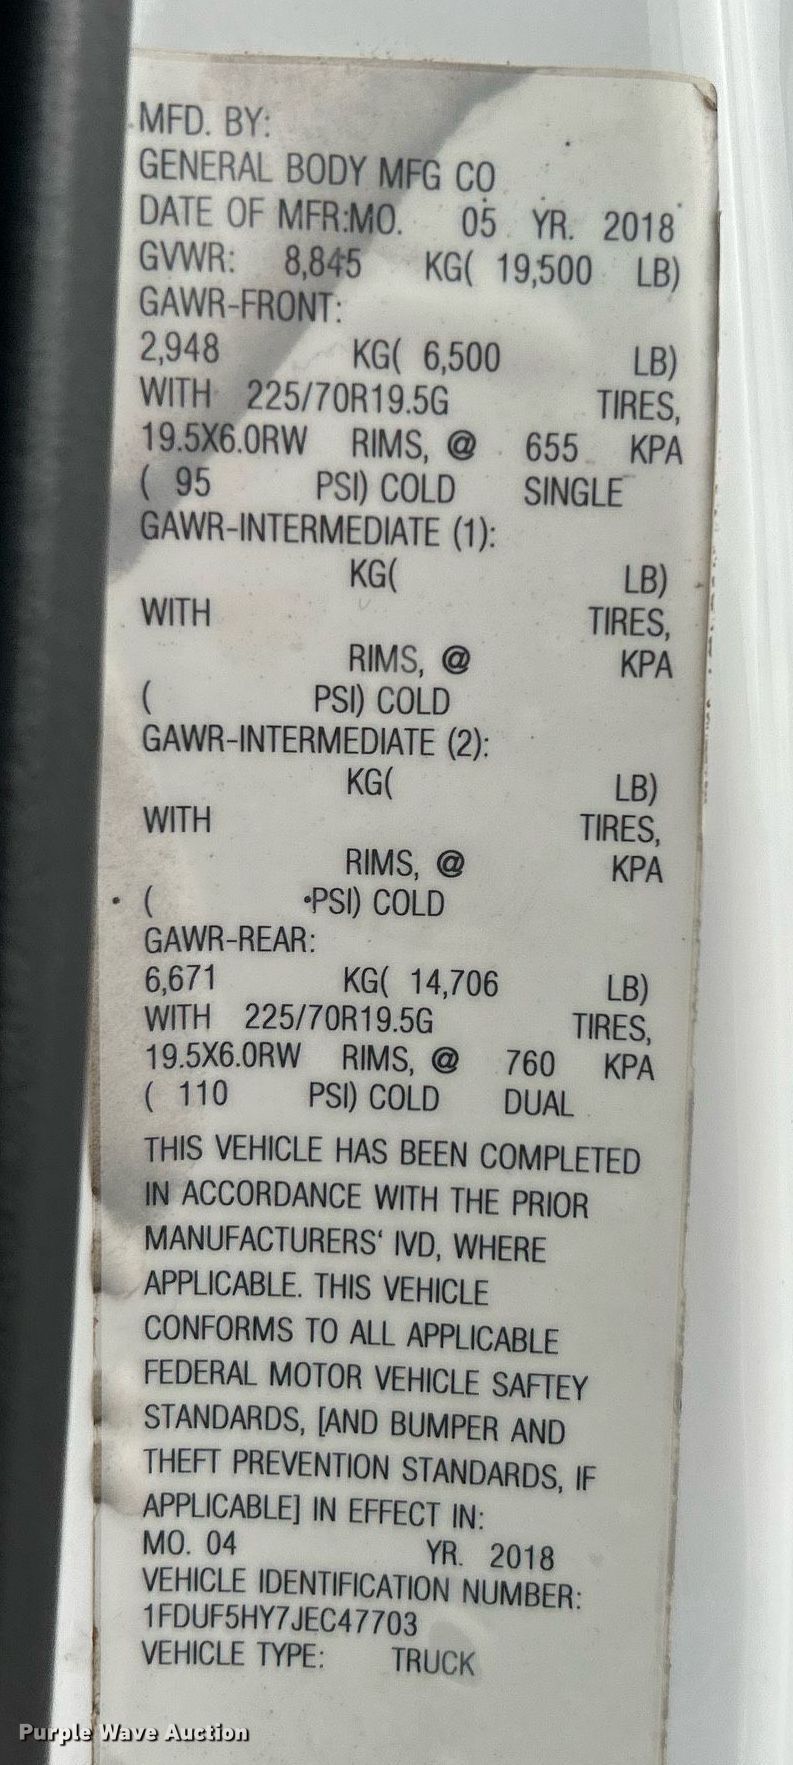 MFD. BY:
GENERAL BODY MFG CO
DATE OF MFR:MO. 05 YR. 2018
GVWR: 8,845 KG( 19,500 LB)
GAWR-FRONT:
2,948 KG( 6,500 LB)
WITH 225/70R19.5G TIRES,
19.5X6.0RW RIMS, @ 655 KPA
( 95 PSI) COLD SINGLE
GAWR-INTERMEDIATE (1):
KG( LB)
WITH TIRES,
RIMS, @ KPA
( PSI) COLD
GAWR-INTERMEDIATE (2):
KG( LB)
WITH TIRES,
RIMS, @ KPA
( PSI) COLD
GAWR-REAR:
6,671 KG( 14,706 LB)
WITH 225/70R19.5G TIRES,
19.5X6.0RW RIMS, @ 760 KPA
( 110 PSI) COLD DUAL
THIS VEHICLE HAS BEEN COMPLETED
IN ACCORDANCE WITH THE PRIOR
MANUFACTURERS' IVD, WHERE
APPLICABLE. THIS VEHICLE
CONFORMS TO ALL APPLICABLE
FEDERAL MOTOR VEHICLE SAFTEY
STANDARDS, [AND BUMPER AND
THEFT PREVENTION STANDARDS, IF
APPLICABLE] IN EFFECT IN:
MO. 04 YR. 2018
VEHICLE IDENTIFICATION NUMBER:
1FDUF5HY7JEC47703
VEHICLE TYPE: TRUCK
Purple Wave Auction